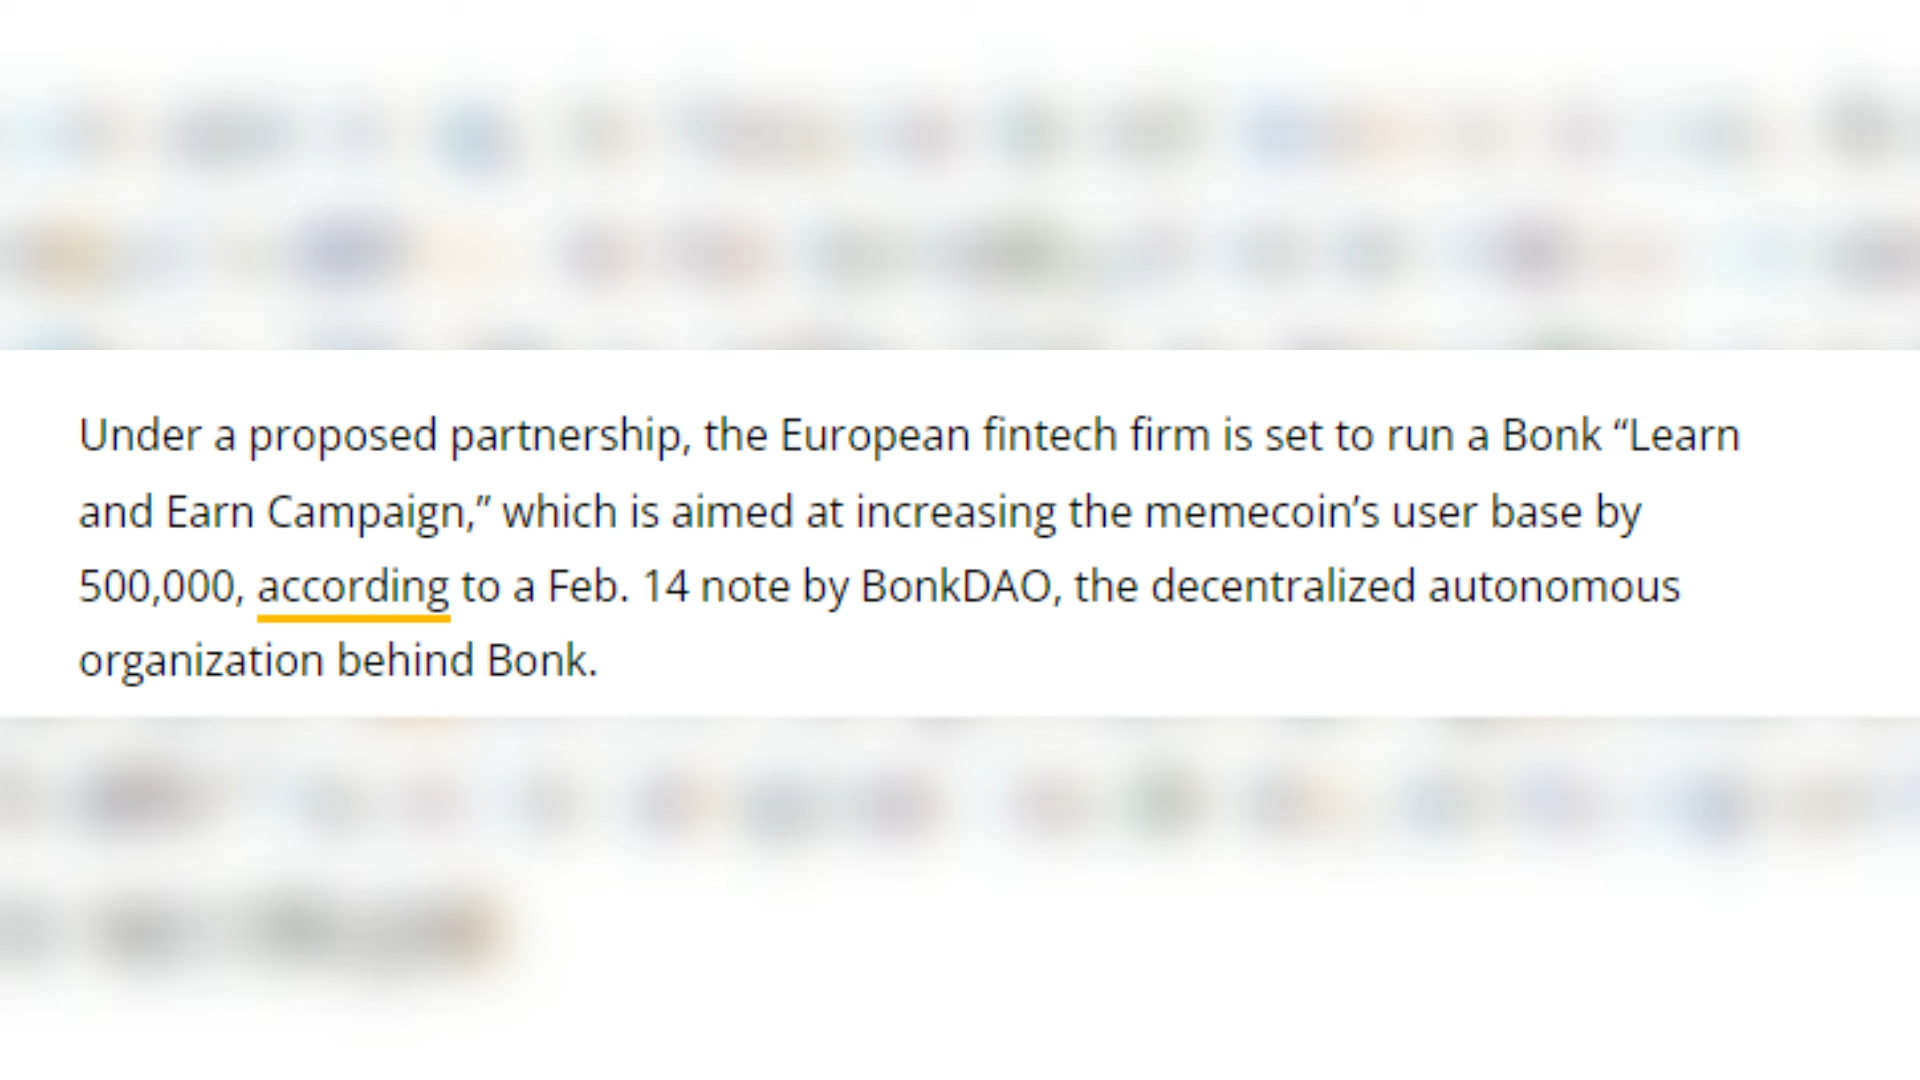 Under a proposed partnership, the European fintech firm is set to run a Bonk “Learn
and Earn Campaign,” which is aimed at increasing the memecoin’s user base by
500,000, according to a Feb. 14 note by BonkDAO, the decentralized autonomous
organization behind Bonk.